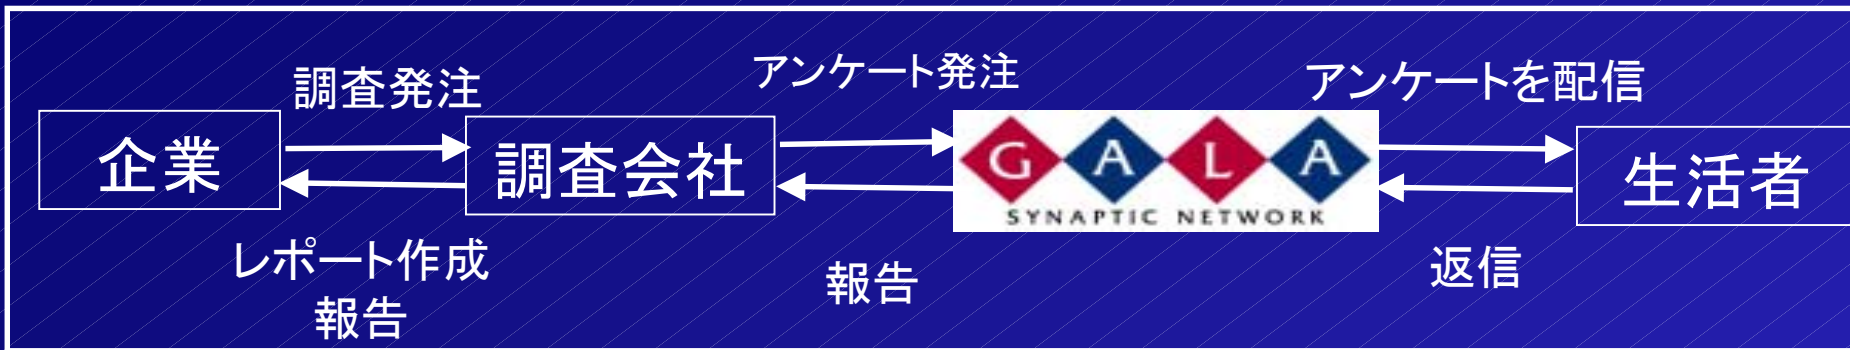 調査発注
アンケート発注
アンケートを配信
企業
調査会社
GALA
SYNAPTIC NETWORK
生活者
レポート作成
報告
報告
返信